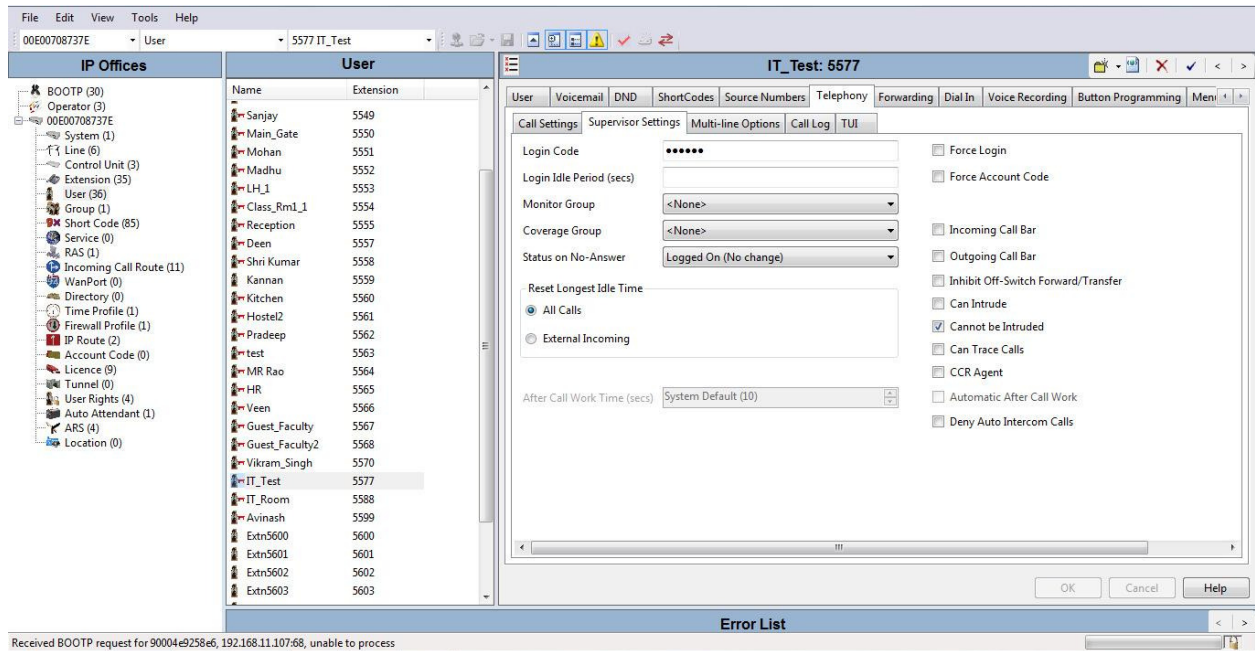 File Edit View Tools Help
00E00708737E User 5577 IT_Test
IP Offices
BOOTP (30)
Operator (3)
00E00708737E
System (1)
Line (6)
Control Unit (3)
Extension (35)
User (36)
Group (1)
Short Code (85)
Service (0)
RAS (1)
Incoming Call Route (11)
WanPort (0)
Directory (0)
Time Profile (1)
Firewall Profile (1)
IP Route (2)
Account Code (0)
Licence (9)
Tunnel (0)
User Rights (4)
Auto Attendant (1)
ARS (4)
Location (0)
User
Name Extension
Sanjay 5549
Main_Gate 5550
Mohan 5551
Madhu 5552
LH_1 5553
Class_Rm1_1 5554
Reception 5555
Deen 5557
Shri Kumar 5558
Kannan 5559
Kitchen 5560
Hostel2 5561
Pradeep 5562
test 5563
MR Rao 5564
HR 5565
Veen 5566
Guest_Faculty 5567
Guest_Faculty2 5568
Vikram_Singh 5570
IT_Test 5577
IT_Room 5588
Avinash 5599
Extn5600 5600
Extn5601 5601
Extn5602 5602
Extn5603 5603
IT_Test: 5577
User Voicemail DND ShortCodes Source Numbers Telephony Forwarding Dial In Voice Recording Button Programming
Call Settings Supervisor Settings Multi-line Options Call Log TUI
Login Code ●●●●●●
Login Idle Period (secs)
Monitor Group <None>
Coverage Group <None>
Status on No-Answer Logged On (No change)
Reset Longest Idle Time
All Calls
External Incoming
After Call Work Time (secs) System Default (10)
Force Login
Force Account Code
Incoming Call Bar
Outgoing Call Bar
Inhibit Off-Switch Forward/Transfer
Can Intrude
Cannot be Intruded
Can Trace Calls
CCR Agent
Automatic After Call Work
Deny Auto Intercom Calls
OK Cancel Help
Error List
Received BOOTP request for 90004e9258e6, 192.168.11.107:68, unable to process